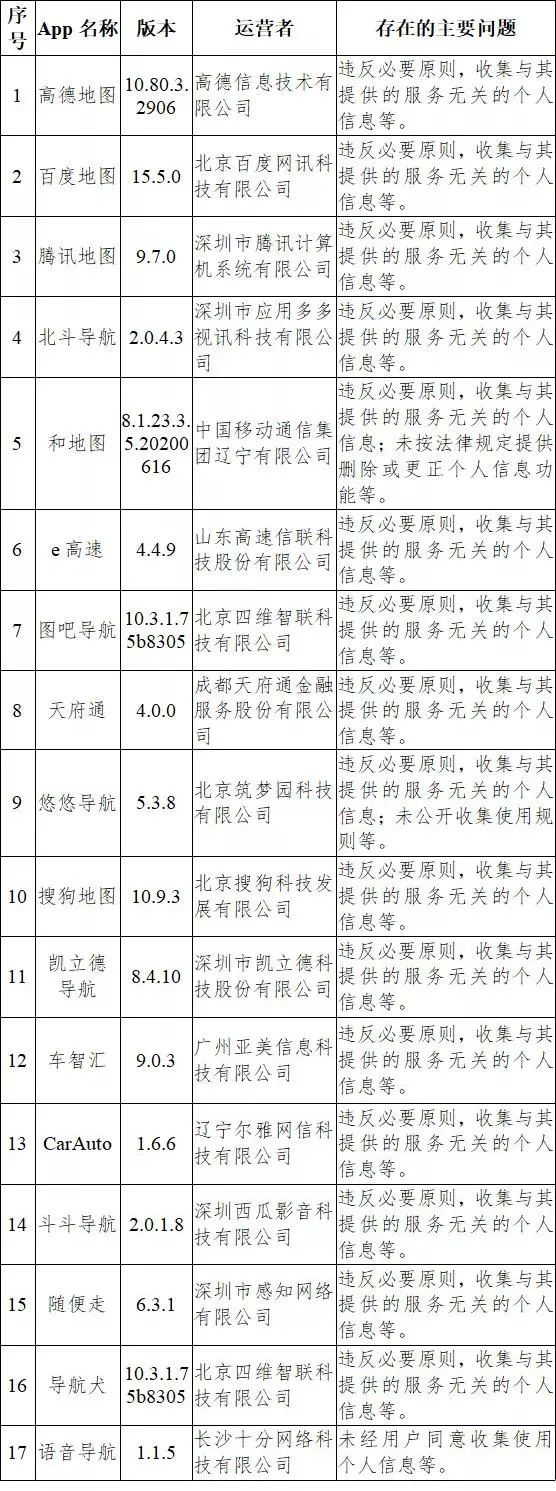 序号
App 名称
版本
运营者
存在的主要问题
1
高德地图
10.80.3.
2906
高德信息技术有
限公司
违反必要原则，收集与其
提供的服务无关的个人
信息等。
2
百度地图
15.5.0
北京百度网讯科
技有限公司
违反必要原则，收集与其
提供的服务无关的个人
信息等。
3
腾讯地图
9.7.0
深圳市腾讯计算
机系统有限公司
违反必要原则，收集与其
提供的服务无关的个人
信息等。
4
北斗导航
2.0.4.3
深圳市应用多多
视讯科技有限公
司
违反必要原则，收集与其
提供的服务无关的个人
信息等。
5
和地图
8.1.23.3.
5.20200
616
中国移动通信集
团辽宁有限公司
违反必要原则，收集与其
提供的服务无关的个人
信息；未按法律规定提供
删除或更正个人信息功
能等。
6
e高速
4.4.9
山东高速信联科
技股份有限公司
违反必要原则，收集与其
提供的服务无关的个人
信息等。
7
图吧导航
10.3.1.7
5b8305
北京四维智联科
技有限公司
违反必要原则，收集与其
提供的服务无关的个人
信息等。
8
天府通
4.0.0
成都天府通金融
服务股份有限公
司
违反必要原则，收集与其
提供的服务无关的个人
信息等。
9
悠悠导航
5.3.8
北京筑梦园科技
有限公司
违反必要原则，收集与其
提供的服务无关的个人
信息；未公开收集使用规
则等。
10
搜狗地图
10.9.3
北京搜狗科技发
展有限公司
违反必要原则，收集与其
提供的服务无关的个人
信息等。
11
凯立德
导航
8.4.10
深圳市凯立德科
技股份有限公司
违反必要原则，收集与其
提供的服务无关的个人
信息等。
12
车智汇
9.0.3
广州亚美信息科
技有限公司
违反必要原则，收集与其
提供的服务无关的个人
信息等。
13
CarAuto
1.6.6
辽宁尔雅网信科
技有限公司
违反必要原则，收集与其
提供的服务无关的个人
信息等。
14
斗斗导航
2.0.1.8
深圳西瓜影音科
技有限公司
违反必要原则，收集与其
提供的服务无关的个人
信息等。
15
随便走
6.3.1
深圳市感知网络
有限公司
违反必要原则，收集与其
提供的服务无关的个人
信息等。
16
导航犬
10.3.1.7
5b8305
北京四维智联科
技有限公司
违反必要原则，收集与其
提供的服务无关的个人
信息等。
17
语音导航
1.1.5
长沙十分网络科
技有限公司
未经用户同意收集使用
个人信息等。